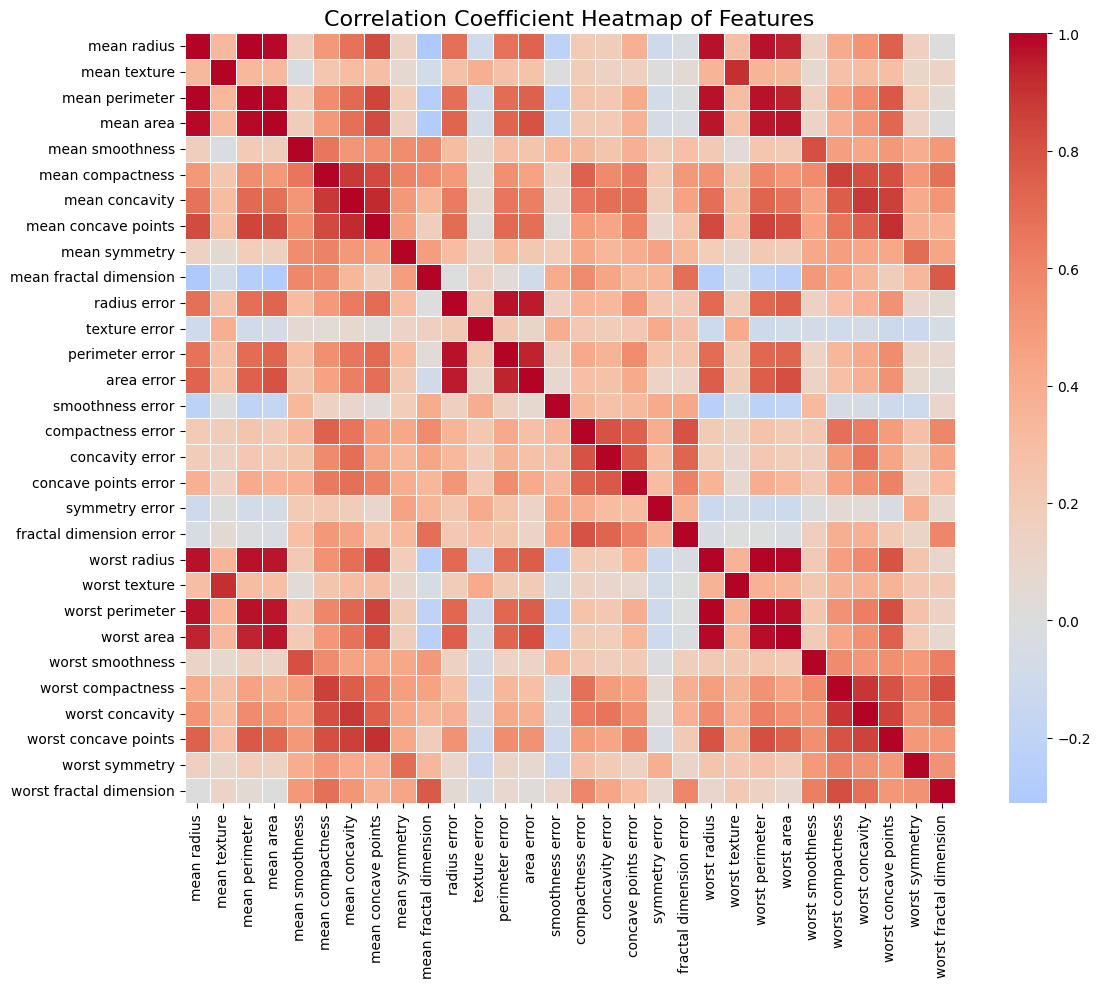 Correlation Coefficient Heatmap of Features
mean radius
mean texture
mean perimeter
mean area
mean smoothness
mean compactness
mean concavity
mean concave points
mean symmetry
mean fractal dimension
radius error
texture error
perimeter error
area error
smoothness error
compactness error
concavity error
concave points error
symmetry error
fractal dimension error
worst radius
worst texture
worst perimeter
worst area
worst smoothness
worst compactness
worst concavity
worst concave points
worst symmetry
worst fractal dimension
mean radius
mean texture
mean perimeter
mean area
mean smoothness
mean compactness
mean concavity
mean concave points
mean symmetry
mean fractal dimension
radius error
texture error
perimeter error
area error
smoothness error
compactness error
concavity error
concave points error
symmetry error
fractal dimension error
worst radius
worst texture
worst perimeter
worst area
worst smoothness
worst compactness
worst concavity
worst concave points
worst symmetry
worst fractal dimension
1.0
0.8
0.6
0.4
0.2
0.0
−0.2